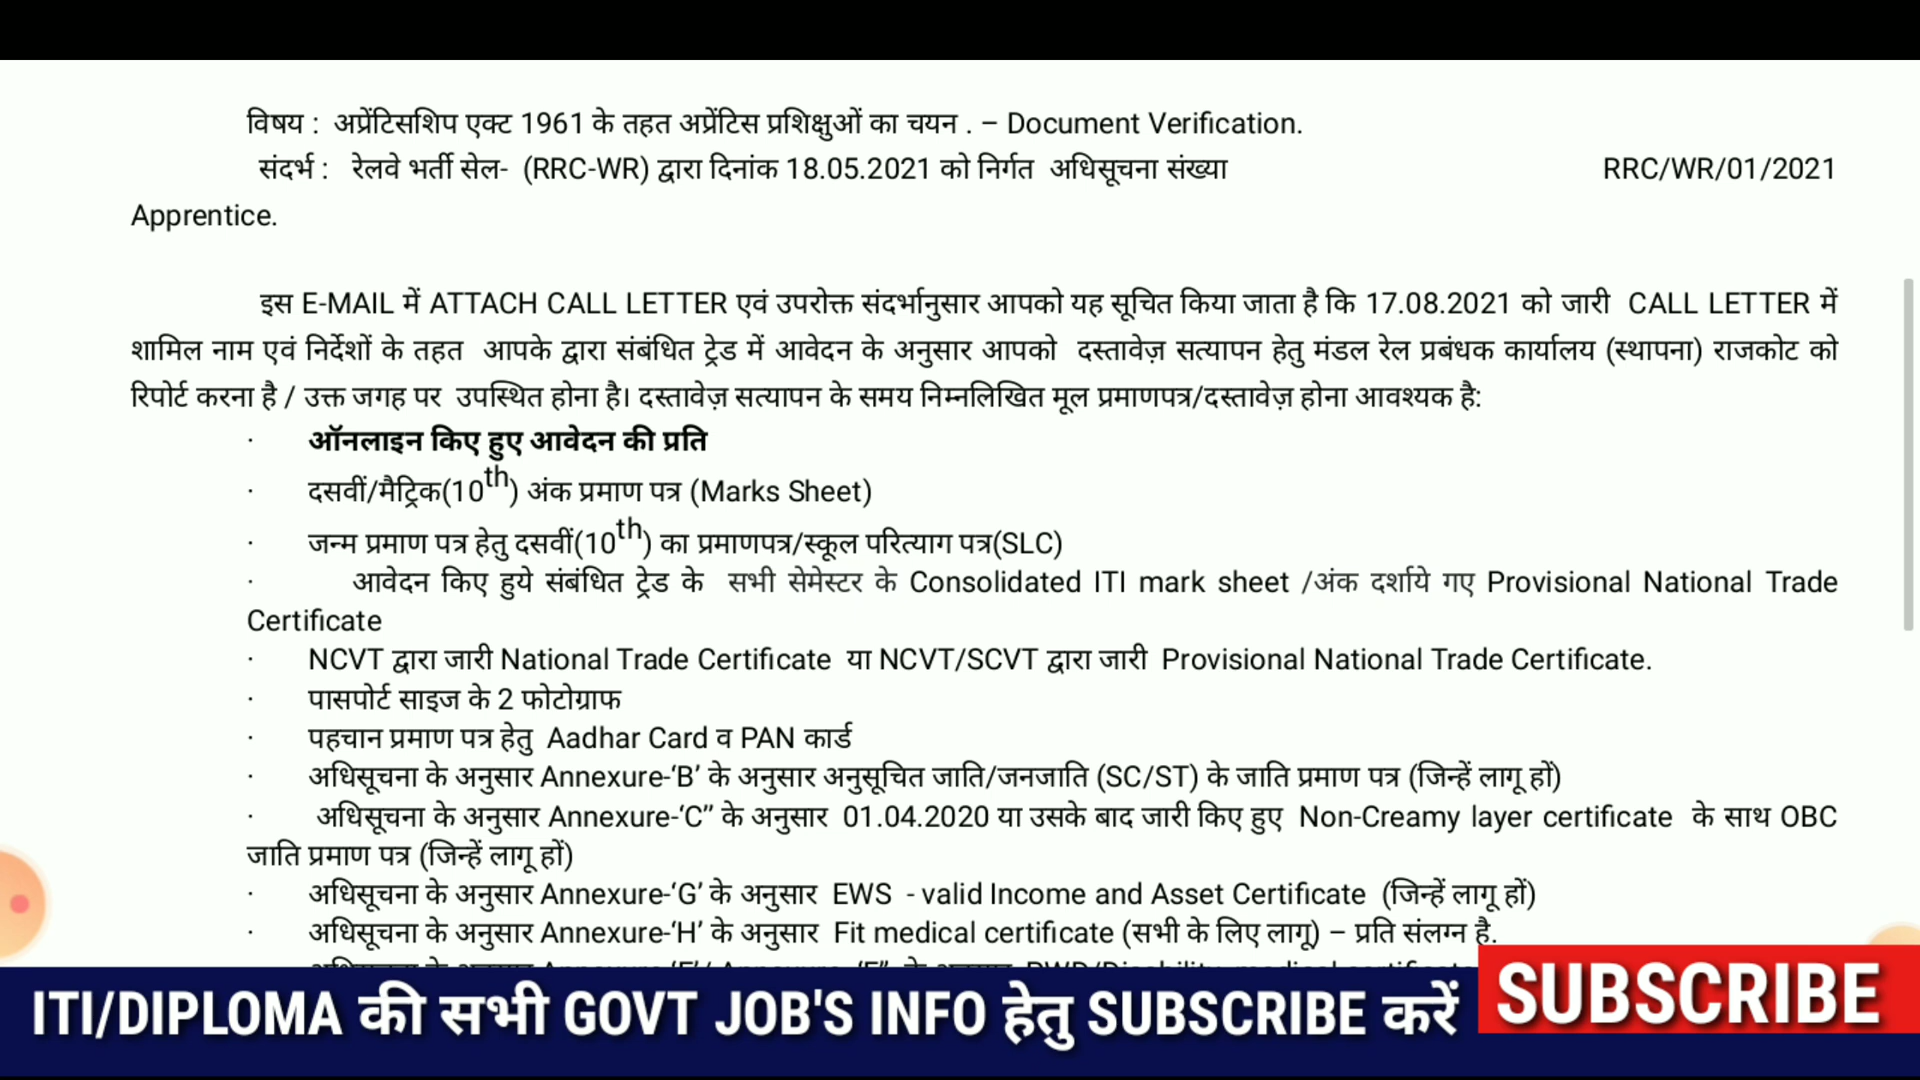 विषय : अप्रेंटिसशिप एक्ट 1961 के तहत अप्रेंटिस प्रशिक्षुओं का चयन . – Document Verification.
संदर्भ : रेलवे भर्ती सेल- (RRC-WR) द्वारा दिनांक 18.05.2021 को निर्गत अधिसूचना संख्या RRC/WR/01/2021
Apprentice.
इस E-MAIL में ATTACH CALL LETTER एवं उपरोक्त संदर्भानुसार आपको यह सूचित किया जाता है कि 17.08.2021 को जारी CALL LETTER में
शामिल नाम एवं निर्देशों के तहत आपके द्वारा संबंधित ट्रेड में आवेदन के अनुसार आपको दस्तावेज़ सत्यापन हेतु मंडल रेल प्रबंधक कार्यालय (स्थापना) राजकोट को
रिपोर्ट करना है / उक्त जगह पर उपस्थित होना है। दस्तावेज़ सत्यापन के समय निम्नलिखित मूल प्रमाणपत्र/दस्तावेज़ होना आवश्यक है:
· ऑनलाइन किए हुए आवेदन की प्रति
· दसवीं/मैट्रिक(10th) अंक प्रमाण पत्र (Marks Sheet)
· जन्म प्रमाण पत्र हेतु दसवीं(10th) का प्रमाणपत्र/स्कूल परित्याग पत्र(SLC)
· आवेदन किए हुये संबंधित ट्रेड के सभी सेमेस्टर के Consolidated ITI mark sheet /अंक दर्शाये गए Provisional National Trade
Certificate
· NCVT द्वारा जारी National Trade Certificate या NCVT/SCVT द्वारा जारी Provisional National Trade Certificate.
· पासपोर्ट साइज के 2 फोटोग्राफ
· पहचान प्रमाण पत्र हेतु Aadhar Card व PAN कार्ड
· अधिसूचना के अनुसार Annexure-‘B’ के अनुसार अनुसूचित जाति/जनजाति (SC/ST) के जाति प्रमाण पत्र (जिन्हें लागू हों)
· अधिसूचना के अनुसार Annexure-‘C” के अनुसार 01.04.2020 या उसके बाद जारी किए हुए Non-Creamy layer certificate के साथ OBC
जाति प्रमाण पत्र (जिन्हें लागू हों)
· अधिसूचना के अनुसार Annexure-‘G’ के अनुसार EWS - valid Income and Asset Certificate (जिन्हें लागू हों)
· अधिसूचना के अनुसार Annexure-‘H’ के अनुसार Fit medical certificate (सभी के लिए लागू) – प्रति संलग्न है.
ITI/DIPLOMA की सभी GOVT JOB'S INFO हेतु SUBSCRIBE करें SUBSCRIBE